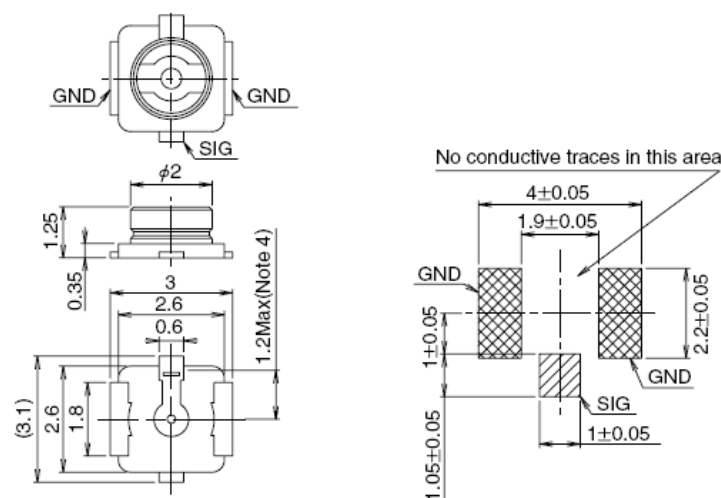 GND
GND
SIG
ϕ2
1.25
0.35
3
2.6
0.6
1.2Max(Note 4)
(3.1)
2.6
1.8
No conductive traces in this area
4±0.05
1.9±0.05
GND
1±0.05
2.2±0.05
GND
SIG
1±0.05
1.05±0.05